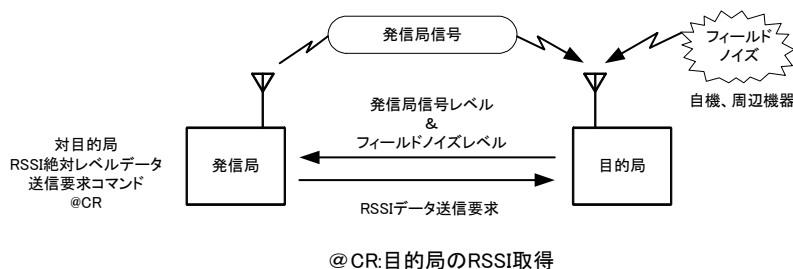 発信局信号
フィールド
ノイズ
自機、周辺機器
発信局信号レベル
&
フィールドノイズレベル
対目的局
RSSI絶対レベルデータ
送信要求コマンド
@CR
発信局
目的局
RSSIデータ送信要求
@CR:目的局のRSSI取得